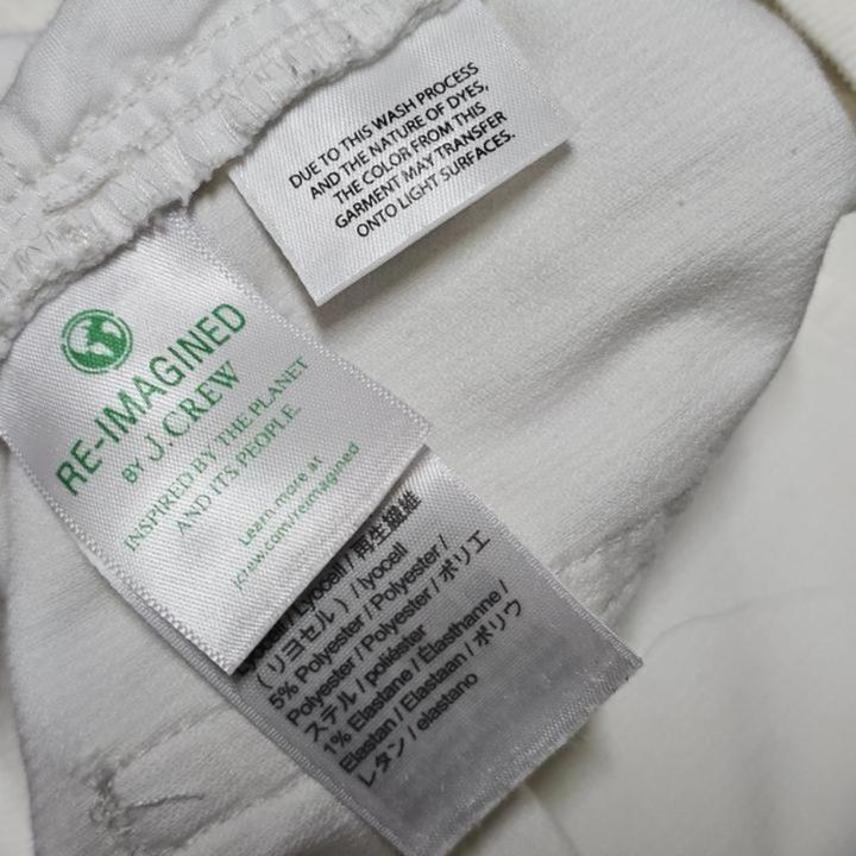 DUE TO THIS WASH PROCESS
AND THE NATURE OF DYES,
THE COLOR FROM THIS
GARMENT MAY TRANSFER
ONTO LIGHT SURFACES.
RE-IMAGINED
BY J.CREW
INSPIRED BY THE PLANET
AND ITS PEOPLE.
Learn more at
jcrew.com/reimagined
/ Lyocell / 再生繊維
(リヨセル) / lyocell
5% Polyester / Polyester /
Polyester / Polyester / ポリエ
ステル / poliéster
1% Elastane / Élasthanne /
Elastan / Elastaan / ポリウ
レタン / elastano